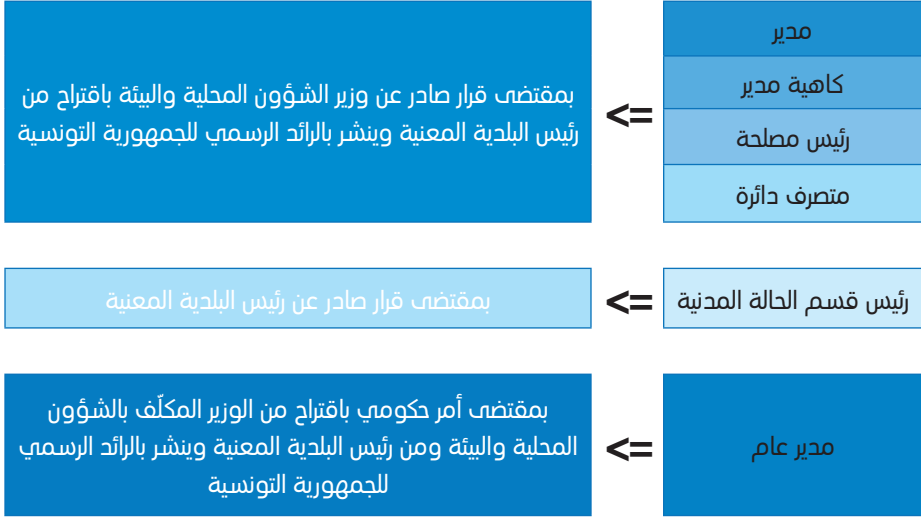 مدير
كاهية مدير
رئيس مصلحة
متصرف دائرة
<=
بمقتضى قرار صادر عن وزير الشؤون المحلية والبيئة باقتراح من
رئيس البلدية المعنية وينشر بالرائد الرسمي للجمهورية التونسية
رئيس قسم الحالة المدنية
<=
بمقتضى قرار صادر عن رئيس البلدية المعنية
مدير عام
<=
بمقتضى أمر حكومي باقتراح من الوزير المكلّف بالشؤون
المحلية والبيئة ومن رئيس البلدية المعنية وينشر بالرائد الرسمي
للجمهورية التونسية